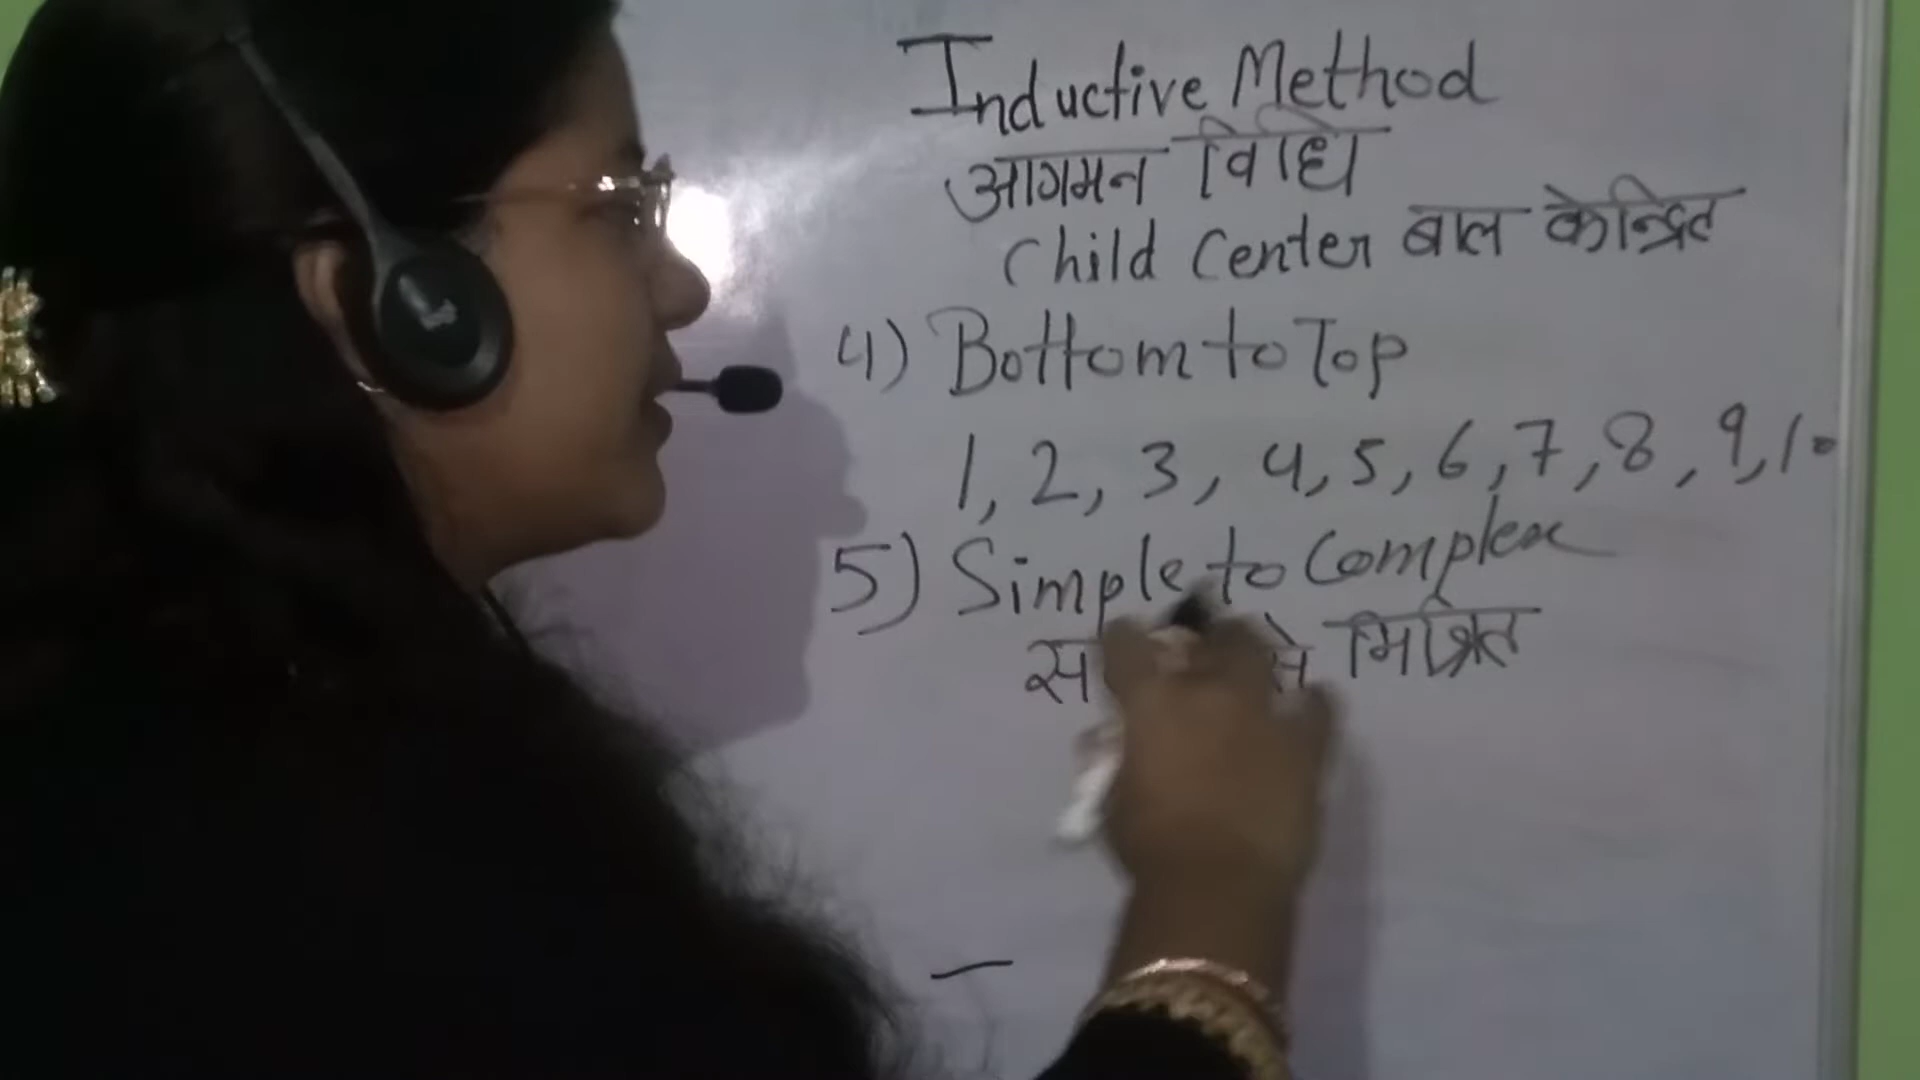 Inductive Method
आगमन विधि
Child Center बाल केन्द्रित
4) Bottom to Top
1, 2, 3, 4, 5, 6, 7, 8, 9, 10
5) Simple to Complex
से मिश्रित